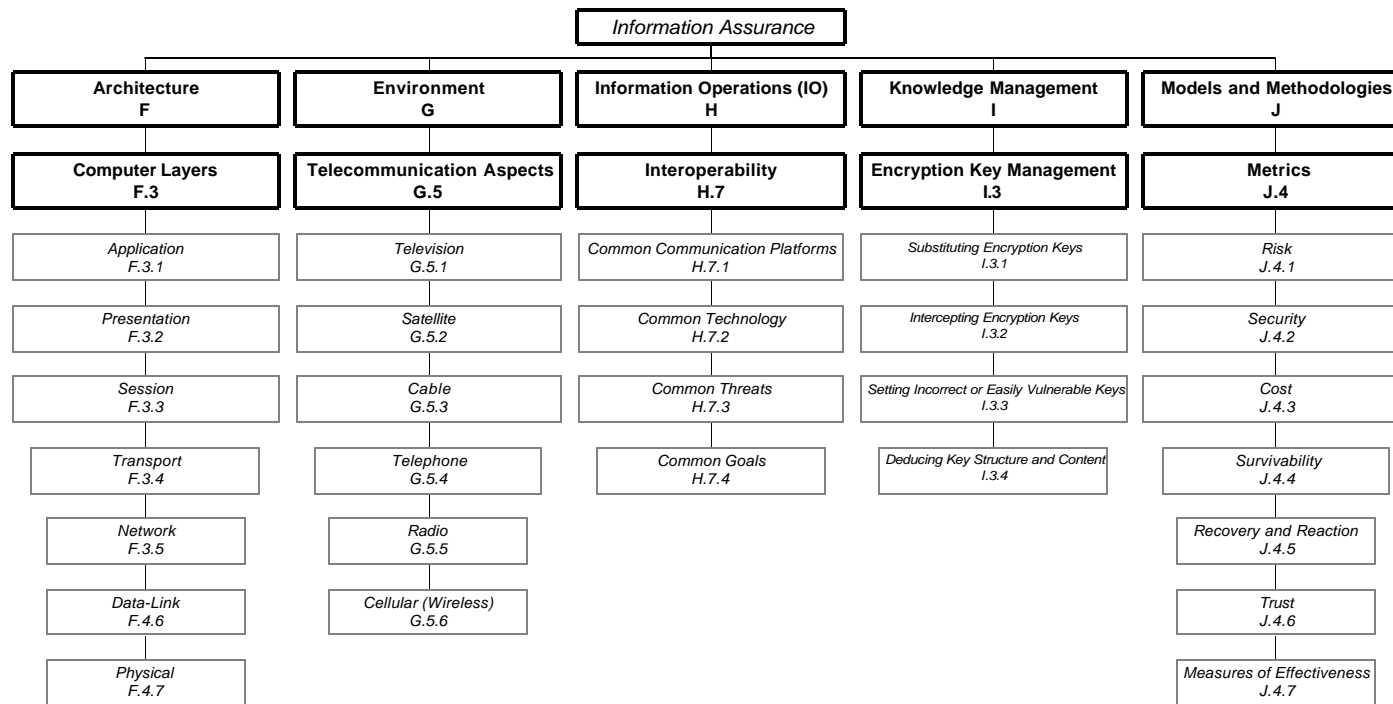 Information Assurance
Architecture
F
Environment
G
Information Operations (IO)
H
Knowledge Management
I
Models and Methodologies
J
Computer Layers
F.3
Telecommunication Aspects
G.5
Interoperability
H.7
Encryption Key Management
I.3
Metrics
J.4
Application
F.3.1
Television
G.5.1
Common Communication Platforms
H.7.1
Substituting Encryption Keys
I.3.1
Risk
J.4.1
Presentation
F.3.2
Satellite
G.5.2
Common Technology
H.7.2
Intercepting Encryption Keys
I.3.2
Security
J.4.2
Session
F.3.3
Cable
G.5.3
Common Threats
H.7.3
Setting Incorrect or Easily Vulnerable Keys
I.3.3
Cost
J.4.3
Transport
F.3.4
Telephone
G.5.4
Common Goals
H.7.4
Deducing Key Structure and Content
I.3.4
Survivability
J.4.4
Network
F.3.5
Radio
G.5.5
Recovery and Reaction
J.4.5
Data-Link
F.4.6
Cellular (Wireless)
G.5.6
Trust
J.4.6
Physical
F.4.7
Measures of Effectiveness
J.4.7